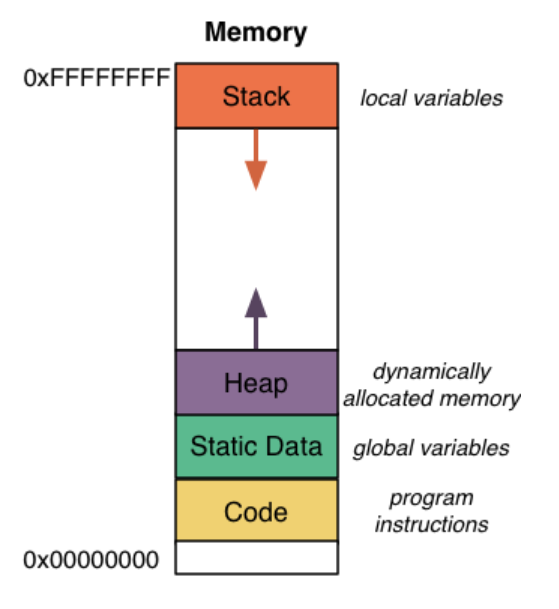 Memory
0xFFFFFFFF
Stack
local variables
Heap
dynamically
allocated memory
Static Data
global variables
Code
program
instructions
0x00000000